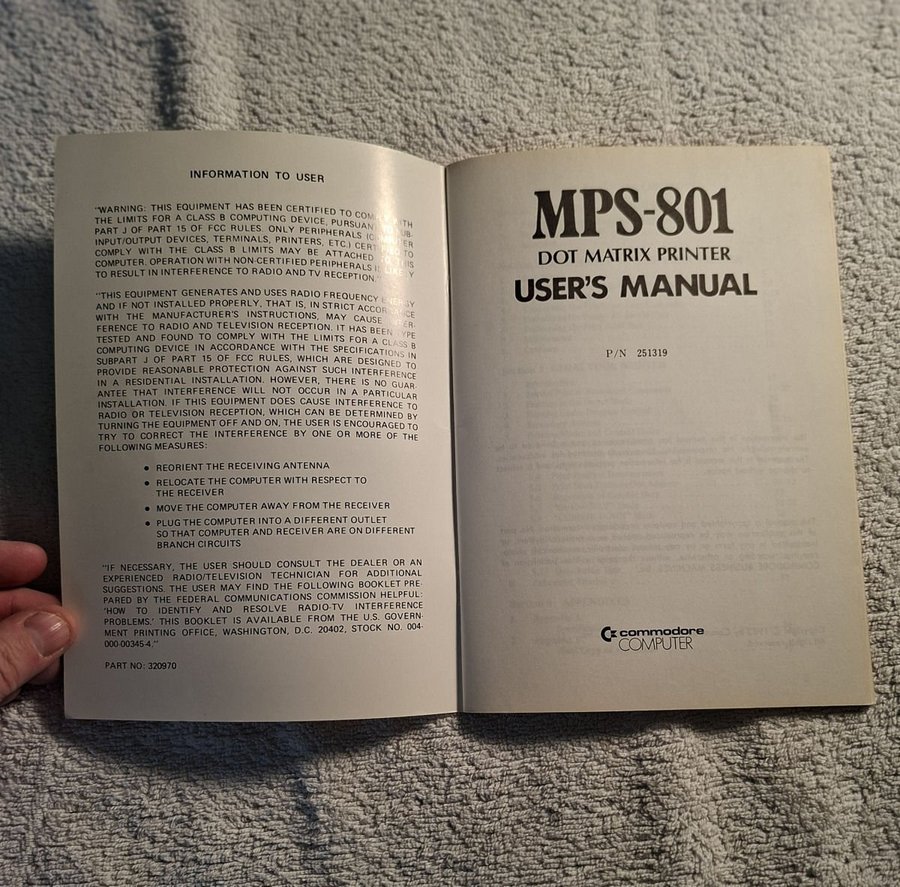 INFORMATION TO USER
"WARNING: THIS EQUIPMENT HAS BEEN CERTIFIED TO COMPLY WITH
THE LIMITS FOR A CLASS B COMPUTING DEVICE, PURSUANT SUB-
PART J OF PART 15 OF FCC RULES. ONLY PERIPHERALS (COMPUTER
INPUT/OUTPUT DEVICES, TERMINALS, PRINTERS, ETC.) CERTIFIED TO
COMPLY WITH THE CLASS B LIMITS MAY BE ATTACHED TO THIS
COMPUTER. OPERATION WITH NON-CERTIFIED PERIPHERALS IS LIKELY
TO RESULT IN INTERFERENCE TO RADIO AND TV RECEPTION."
"THIS EQUIPMENT GENERATES AND USES RADIO FREQUENCY ENERGY
AND IF NOT INSTALLED PROPERLY, THAT IS, IN STRICT ACCORDANCE
WITH THE MANUFACTURER'S INSTRUCTIONS, MAY CAUSE INTER-
FERENCE TO RADIO AND TELEVISION RECEPTION. IT HAS BEEN TYPE
TESTED AND FOUND TO COMPLY WITH THE LIMITS FOR A CLASS B
COMPUTING DEVICE IN ACCORDANCE WITH THE SPECIFICATIONS IN
SUBPART J OF PART 15 OF FCC RULES, WHICH ARE DESIGNED TO
PROVIDE REASONABLE PROTECTION AGAINST SUCH INTERFERENCE
IN A RESIDENTIAL INSTALLATION. HOWEVER, THERE IS NO GUAR-
ANTEE THAT INTERFERENCE WILL NOT OCCUR IN A PARTICULAR
INSTALLATION. IF THIS EQUIPMENT DOES CAUSE INTERFERENCE TO
RADIO OR TELEVISION RECEPTION, WHICH CAN BE DETERMINED BY
TURNING THE EQUIPMENT OFF AND ON, THE USER IS ENCOURAGED TO
TRY TO CORRECT THE INTERFERENCE BY ONE OR MORE OF THE
FOLLOWING MEASURES:
• REORIENT THE RECEIVING ANTENNA
• RELOCATE THE COMPUTER WITH RESPECT TO
THE RECEIVER
• MOVE THE COMPUTER AWAY FROM THE RECEIVER
• PLUG THE COMPUTER INTO A DIFFERENT OUTLET
SO THAT COMPUTER AND RECEIVER ARE ON DIFFERENT
BRANCH CIRCUITS
"IF NECESSARY, THE USER SHOULD CONSULT THE DEALER OR AN
EXPERIENCED RADIO/TELEVISION TECHNICIAN FOR ADDITIONAL
SUGGESTIONS. THE USER MAY FIND THE FOLLOWING BOOKLET PRE-
PARED BY THE FEDERAL COMMUNICATIONS COMMISSION HELPFUL:
'HOW TO IDENTIFY AND RESOLVE RADIO-TV INTERFERENCE
PROBLEMS.' THIS BOOKLET IS AVAILABLE FROM THE U.S. GOVERN-
MENT PRINTING OFFICE, WASHINGTON, D.C. 20402, STOCK NO. 004-
000-00345-4."
PART NO: 320970
MPS-801
DOT MATRIX PRINTER
USER'S MANUAL
P/N 251319
commodore
COMPUTER